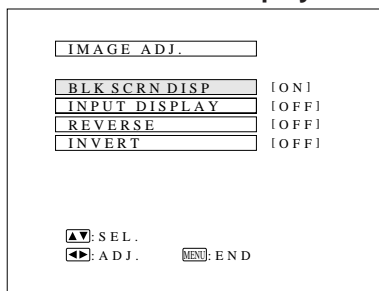 IMAGE ADJ.
BLK SCRN DISP [ON]
INPUT DISPLAY [OFF]
REVERSE [OFF]
INVERT [OFF]
▲▼:SEL.
◀▶:ADJ. MENU:END